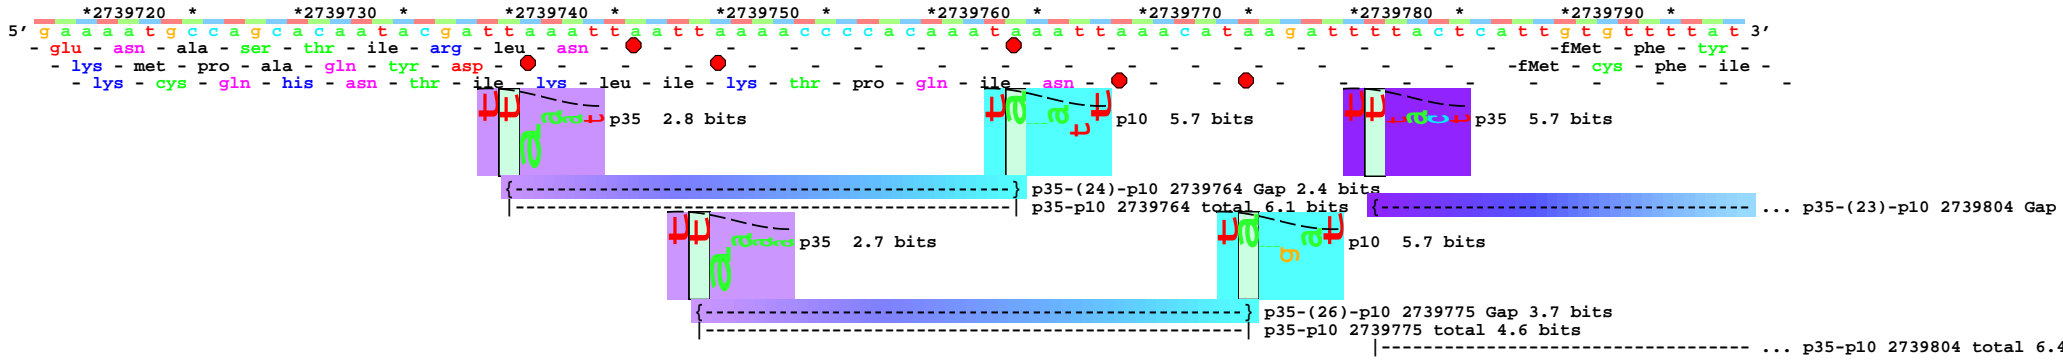 *2739720 * *2739730 * *2739740 * *2739750 * *2739760 * *2739770 * *2739780 * *2739790 *
5' g a a a a t g c c a g c a c a a t a c g a t t a a a t t a a t t a a a a c c c c a c a a a t a a a t t a a a c a t a a g a t t t t a c t c a t t g t g t t t t a t 3'
- glu - asn - ala - ser - thr - ile - arg - leu - asn - - - - - - - - - - - - - - -fMet - phe - tyr -
- lys - met - pro - ala - gln - tyr - asp - - - - - - - - - - - - - - - - -fMet - cys - phe - ile -
- lys - cys - gln - his - asn - thr - ile - lys - leu - ile - lys - thr - pro - gln - ile - asn - - - - - - - - - - - -
t t a a a a t p35 2.8 bits
t a a t t p10 5.7 bits
t t t a c t p35 5.7 bits
{------------------------} p35-(24)-p10 2739764 Gap 2.4 bits
|------------------------| p35-p10 2739764 total 6.1 bits
{------------------ ... p35-(23)-p10 2739804 Gap
t t a a a a a p35 2.7 bits
t a g a t p10 5.7 bits
{--------------------------} p35-(26)-p10 2739775 Gap 3.7 bits
|--------------------------| p35-p10 2739775 total 4.6 bits
|------------------ ... p35-p10 2739804 total 6.4